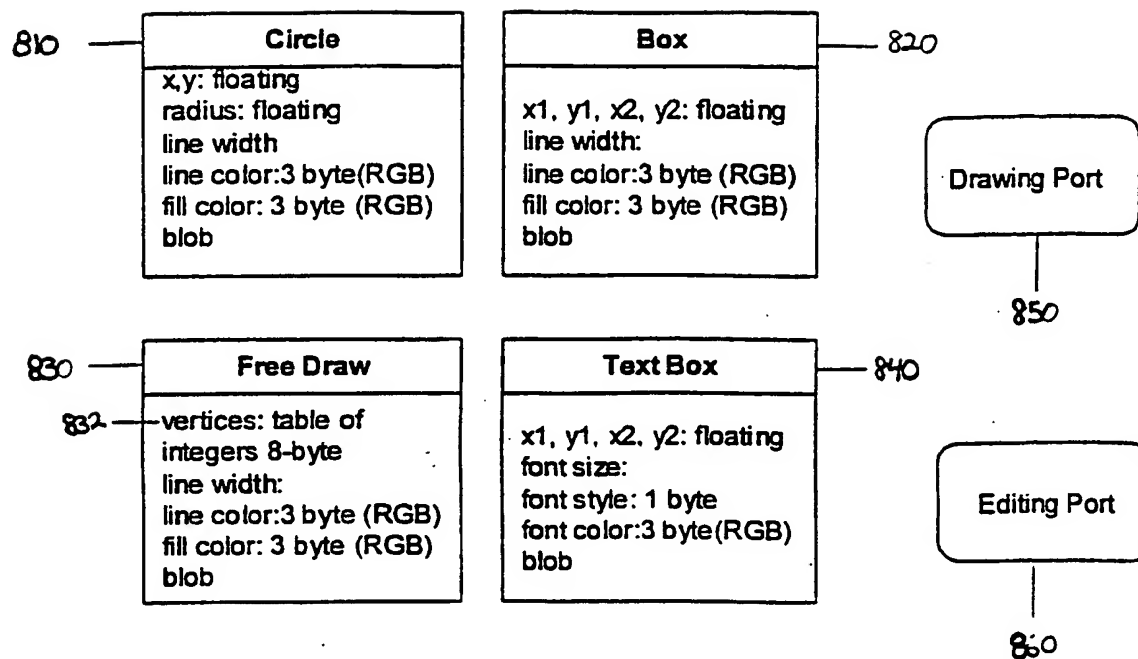 810
Circle
x,y: floating
radius: floating
line width
line color:3 byte(RGB)
fill color: 3 byte (RGB)
blob
Box
820
x1, y1, x2, y2: floating
line width:
line color:3 byte (RGB)
fill color: 3 byte (RGB)
blob
Drawing Port
850
830
Free Draw
832
vertices: table of
integers 8-byte
line width:
line color:3 byte (RGB)
fill color: 3 byte (RGB)
blob
Text Box
840
x1, y1, x2, y2: floating
font size:
font style: 1 byte
font color:3 byte(RGB)
blob
Editing Port
860